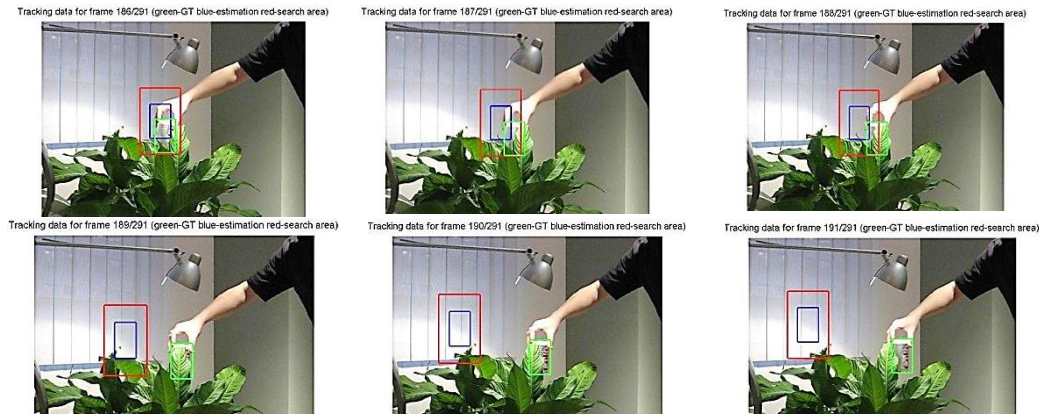 Tracking data for frame 186/291 (green-GT blue-estimation red-search area)
Tracking data for frame 187/291 (green-GT blue-estimation red-search area)
Tracking data for frame 188/291 (green-GT blue-estimation red-search area)
Tracking data for frame 189/291 (green-GT blue-estimation red-search area)
Tracking data for frame 190/291 (green-GT blue-estimation red-search area)
Tracking data for frame 191/291 (green-GT blue-estimation red-search area)